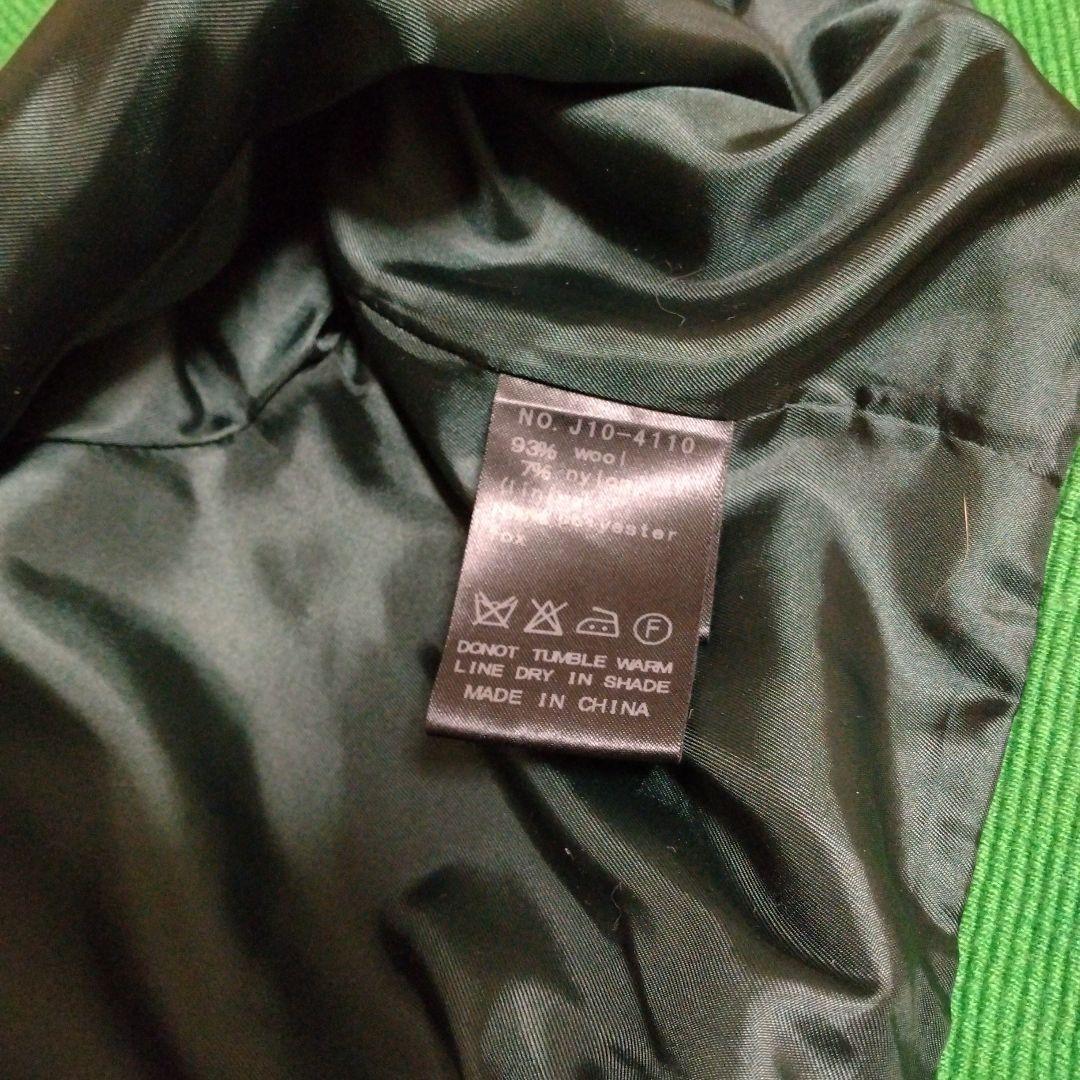 NO. J10-4110
93% wool
7% nylon
polyester
fox
F
DONOT TUMBLE WARM
LINE DRY IN SHADE
MADE IN CHINA